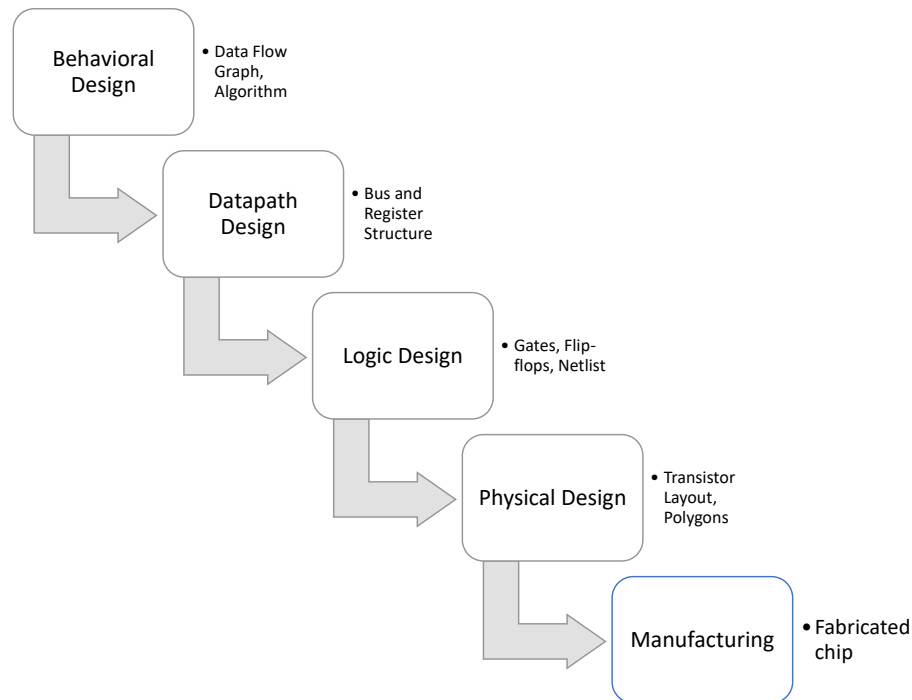 Behavioral
Design
• Data Flow
Graph,
Algorithm
Datapath
Design
• Bus and
Register
Structure
Logic Design
• Gates, Flip-
flops, Netlist
Physical Design
• Transistor
Layout,
Polygons
Manufacturing
• Fabricated
chip